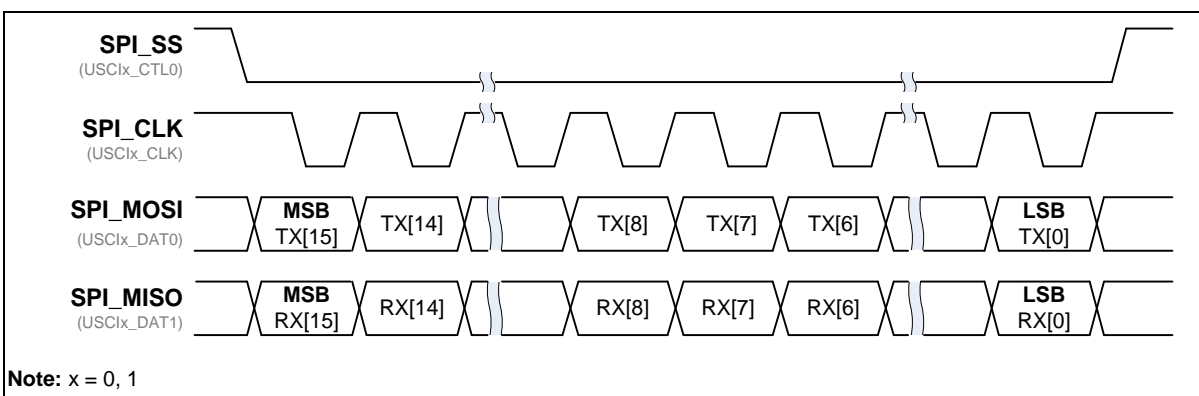 SPI_SS
(USCIx_CTL0)
SPI_CLK
(USCIx_CLK)
SPI_MOSI
(USCIx_DAT0)
MSB
TX[15]
TX[14]
TX[8]
TX[7]
TX[6]
LSB
TX[0]
SPI_MISO
(USCIx_DAT1)
MSB
RX[15]
RX[14]
RX[8]
RX[7]
RX[6]
LSB
RX[0]
Note: x = 0, 1